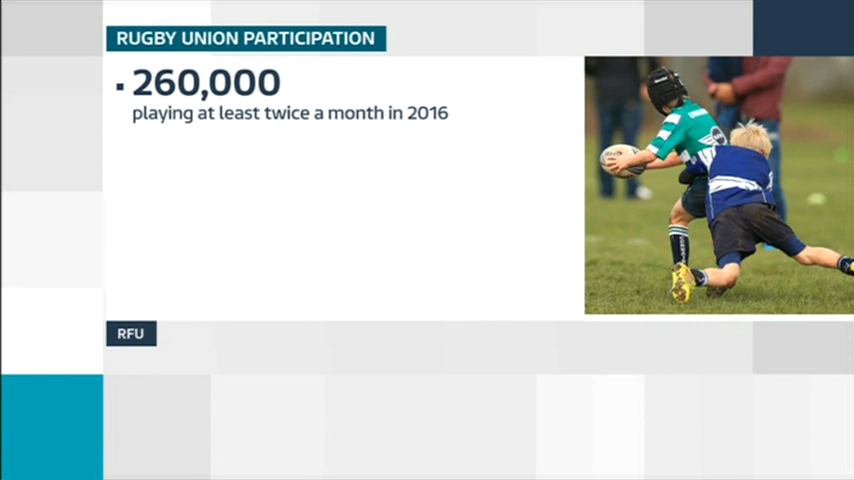 RUGBY UNION PARTICIPATION
260,000
playing at least twice a month in 2016
RFU